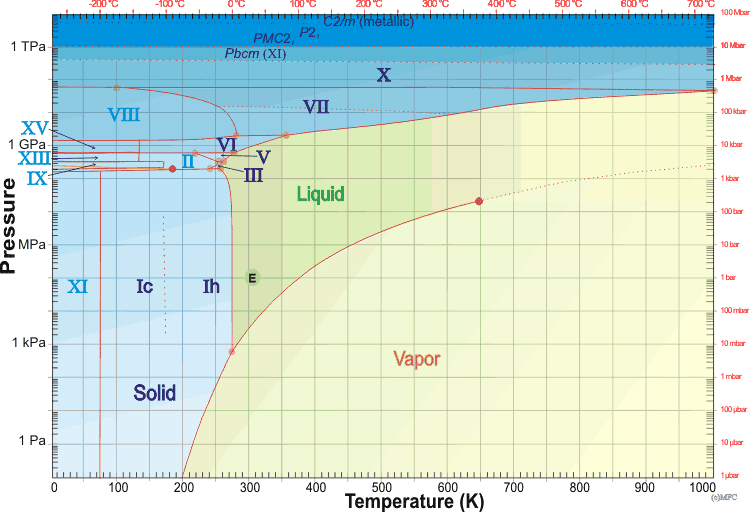 -200°C -100°C 0°C 100°C 200°C 300°C 400°C 500°C 600°C 700°C
100 Mbar
C2/m (metallic)
PMC2, P2,
1 TPa
10 Mbar
Pbcm (XI)
1 Mbar
X
VIII
VII
100 kbar
XV
VI
1 GPa
10 kbar
XIII
II
V
IX
III
1 kbar
Liquid
100 bar
Pressure
MPa
10 bar
E
1 bar
XI
Ic
Ih
100 mbar
1 kPa
10 mbar
Vapor
1 mbar
Solid
100 µbar
1 Pa
10 µbar
1 µbar
0 100 200 300 400 500 600 700 800 900 1000
Temperature (K)
(c)MPC